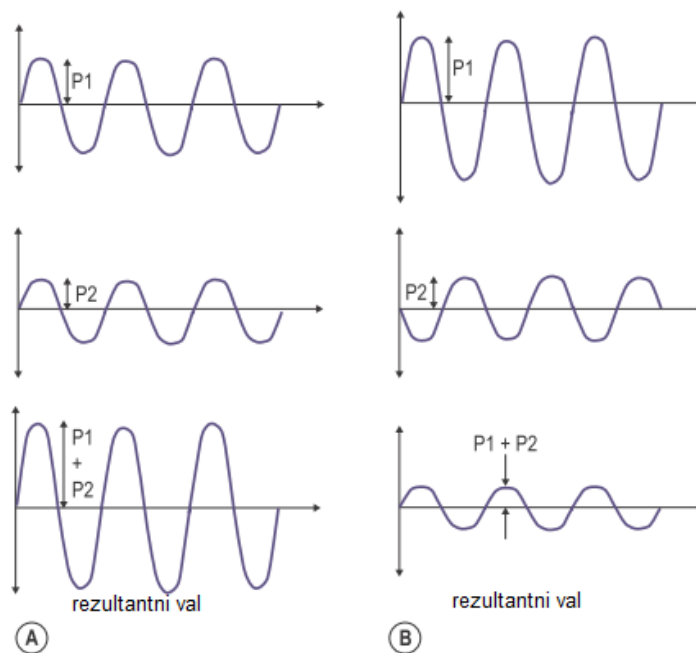 P1
P2
P1
+
P2
rezultantni val
A
P1
P2
P1 + P2
rezultantni val
B